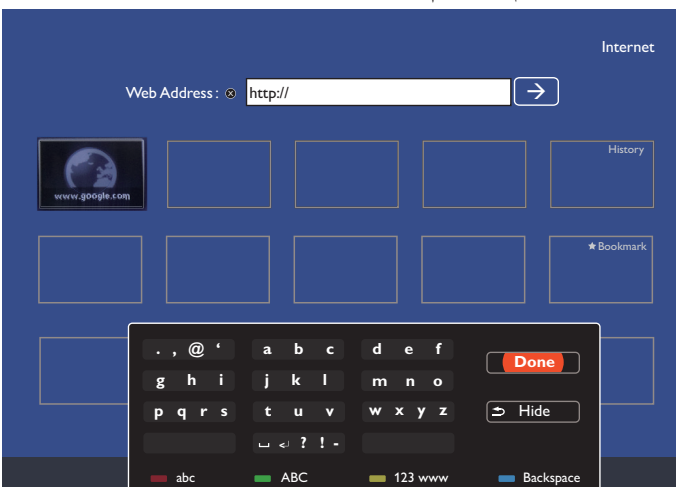 Internet
Web Address : http://
www.google.com
History
★Bookmark
. , @ ‘ a b c d e f
Done
g h i j k l m n o
p q r s t u v w x y z
Hide
␣ ↲ ? ! -
abc ABC 123 www Backspace